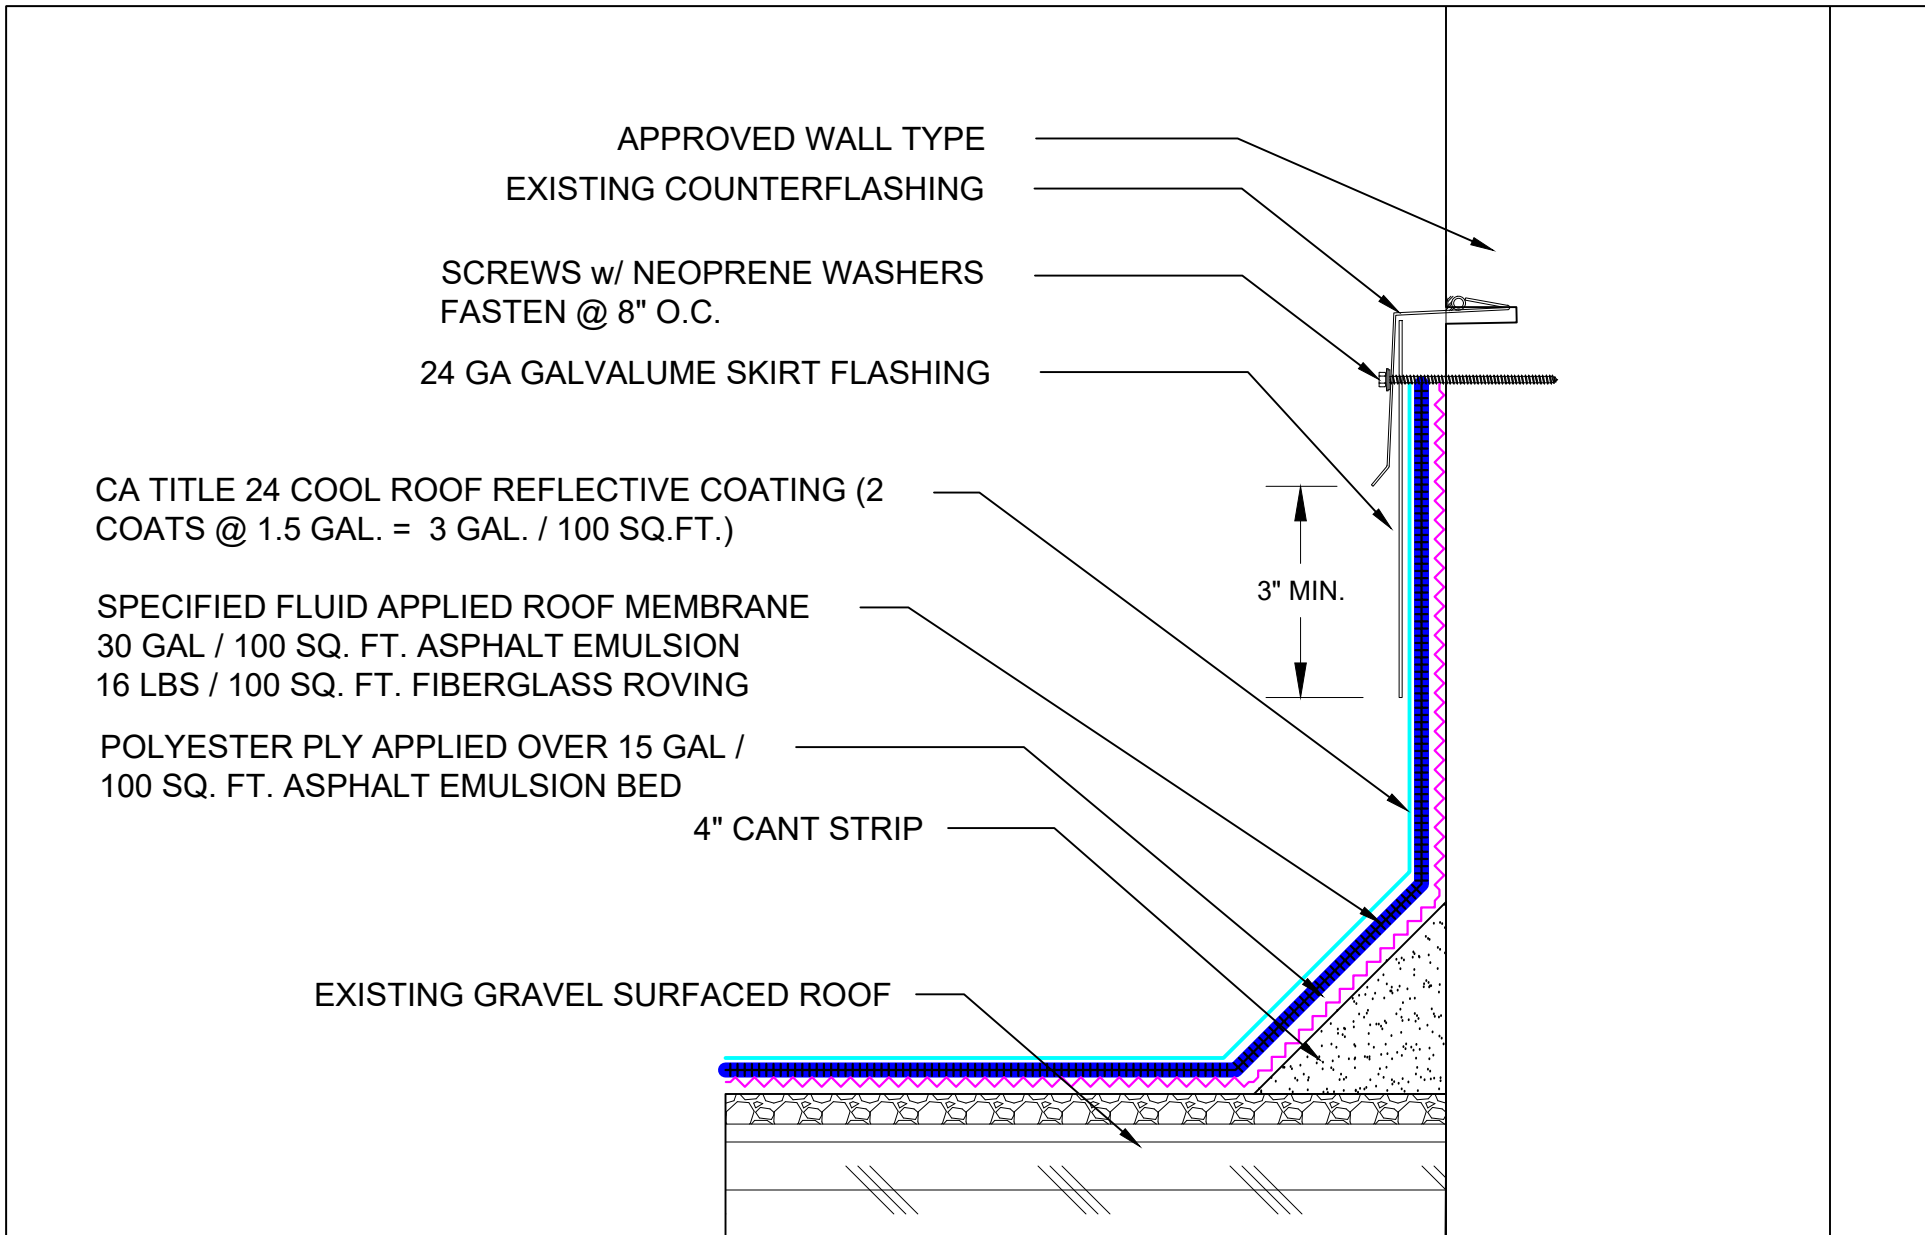 APPROVED WALL TYPE
EXISTING COUNTERFLASHING
SCREWS w/ NEOPRENE WASHERS
FASTEN @ 8" O.C.
24 GA GALVALUME SKIRT FLASHING
CA TITLE 24 COOL ROOF REFLECTIVE COATING (2
COATS @ 1.5 GAL. =  3 GAL. / 100 SQ.FT.)
3" MIN.
SPECIFIED FLUID APPLIED ROOF MEMBRANE
30 GAL / 100 SQ. FT. ASPHALT EMULSION
16 LBS / 100 SQ. FT. FIBERGLASS ROVING
POLYESTER PLY APPLIED OVER 15 GAL /
100 SQ. FT. ASPHALT EMULSION BED
4" CANT STRIP
EXISTING GRAVEL SURFACED ROOF